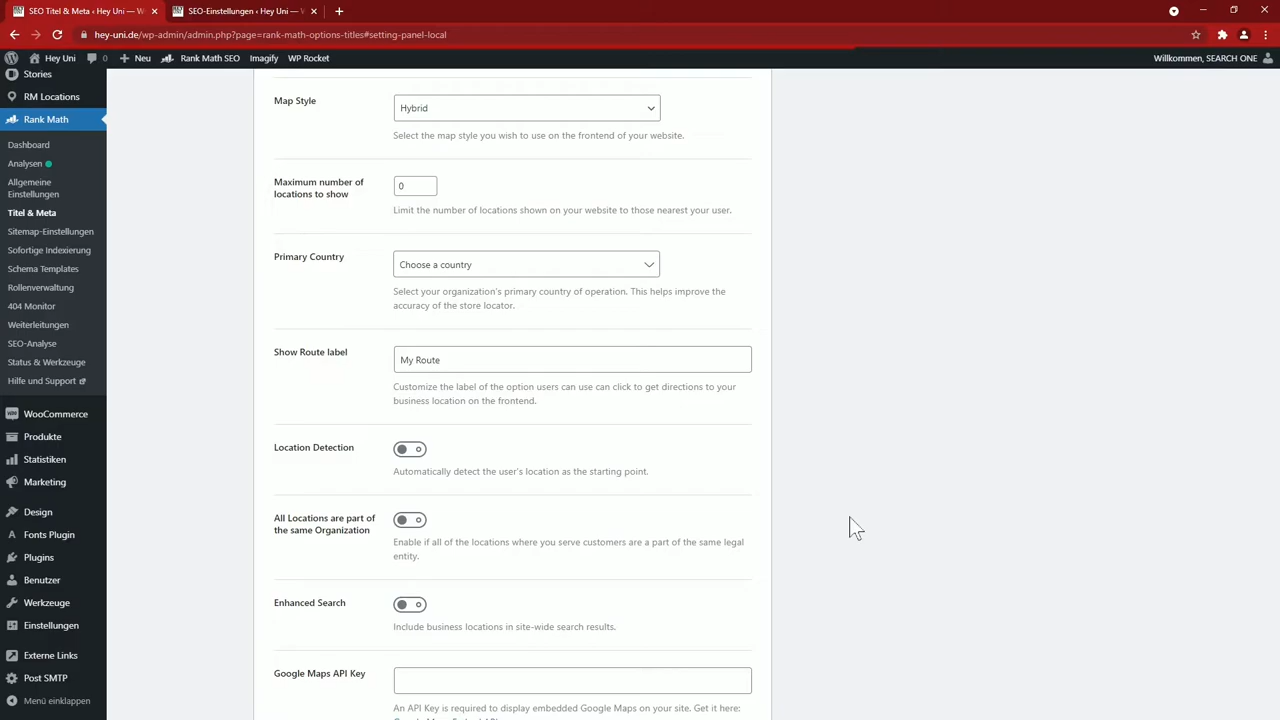 SEO Titel & Meta ‹ Hey Uni — W
SEO-Einstellungen ‹ Hey Uni — W
hey-uni.de/wp-admin/admin.php?page=rank-math-options-titles#setting-panel-local
Hey Uni 0 Neu Rank Math SEO Imagify WP Rocket Willkommen, SEARCH ONE
Stories
RM Locations
Rank Math
Dashboard
Analysen
Allgemeine
Einstellungen
Titel & Meta
Sitemap-Einstellungen
Sofortige Indexierung
Schema Templates
Rollenverwaltung
404 Monitor
Weiterleitungen
SEO-Analyse
Status & Werkzeuge
Hilfe und Support
WooCommerce
Produkte
Statistiken
Marketing
Design
Fonts Plugin
Plugins
Benutzer
Werkzeuge
Einstellungen
Externe Links
Post SMTP
Menü einklappen
Map Style
Hybrid
Select the map style you wish to use on the frontend of your website.
Maximum number of
locations to show
0
Limit the number of locations shown on your website to those nearest your user.
Primary Country
Choose a country
Select your organization's primary country of operation. This helps improve the
accuracy of the store locator.
Show Route label
My Route
Customize the label of the option users can use can click to get directions to your
business location on the frontend.
Location Detection
Automatically detect the user's location as the starting point.
All Locations are part of
the same Organization
Enable if all of the locations where you serve customers are a part of the same legal
entity.
Enhanced Search
Include business locations in site-wide search results.
Google Maps API Key
An API Key is required to display embedded Google Maps on your site. Get it here: